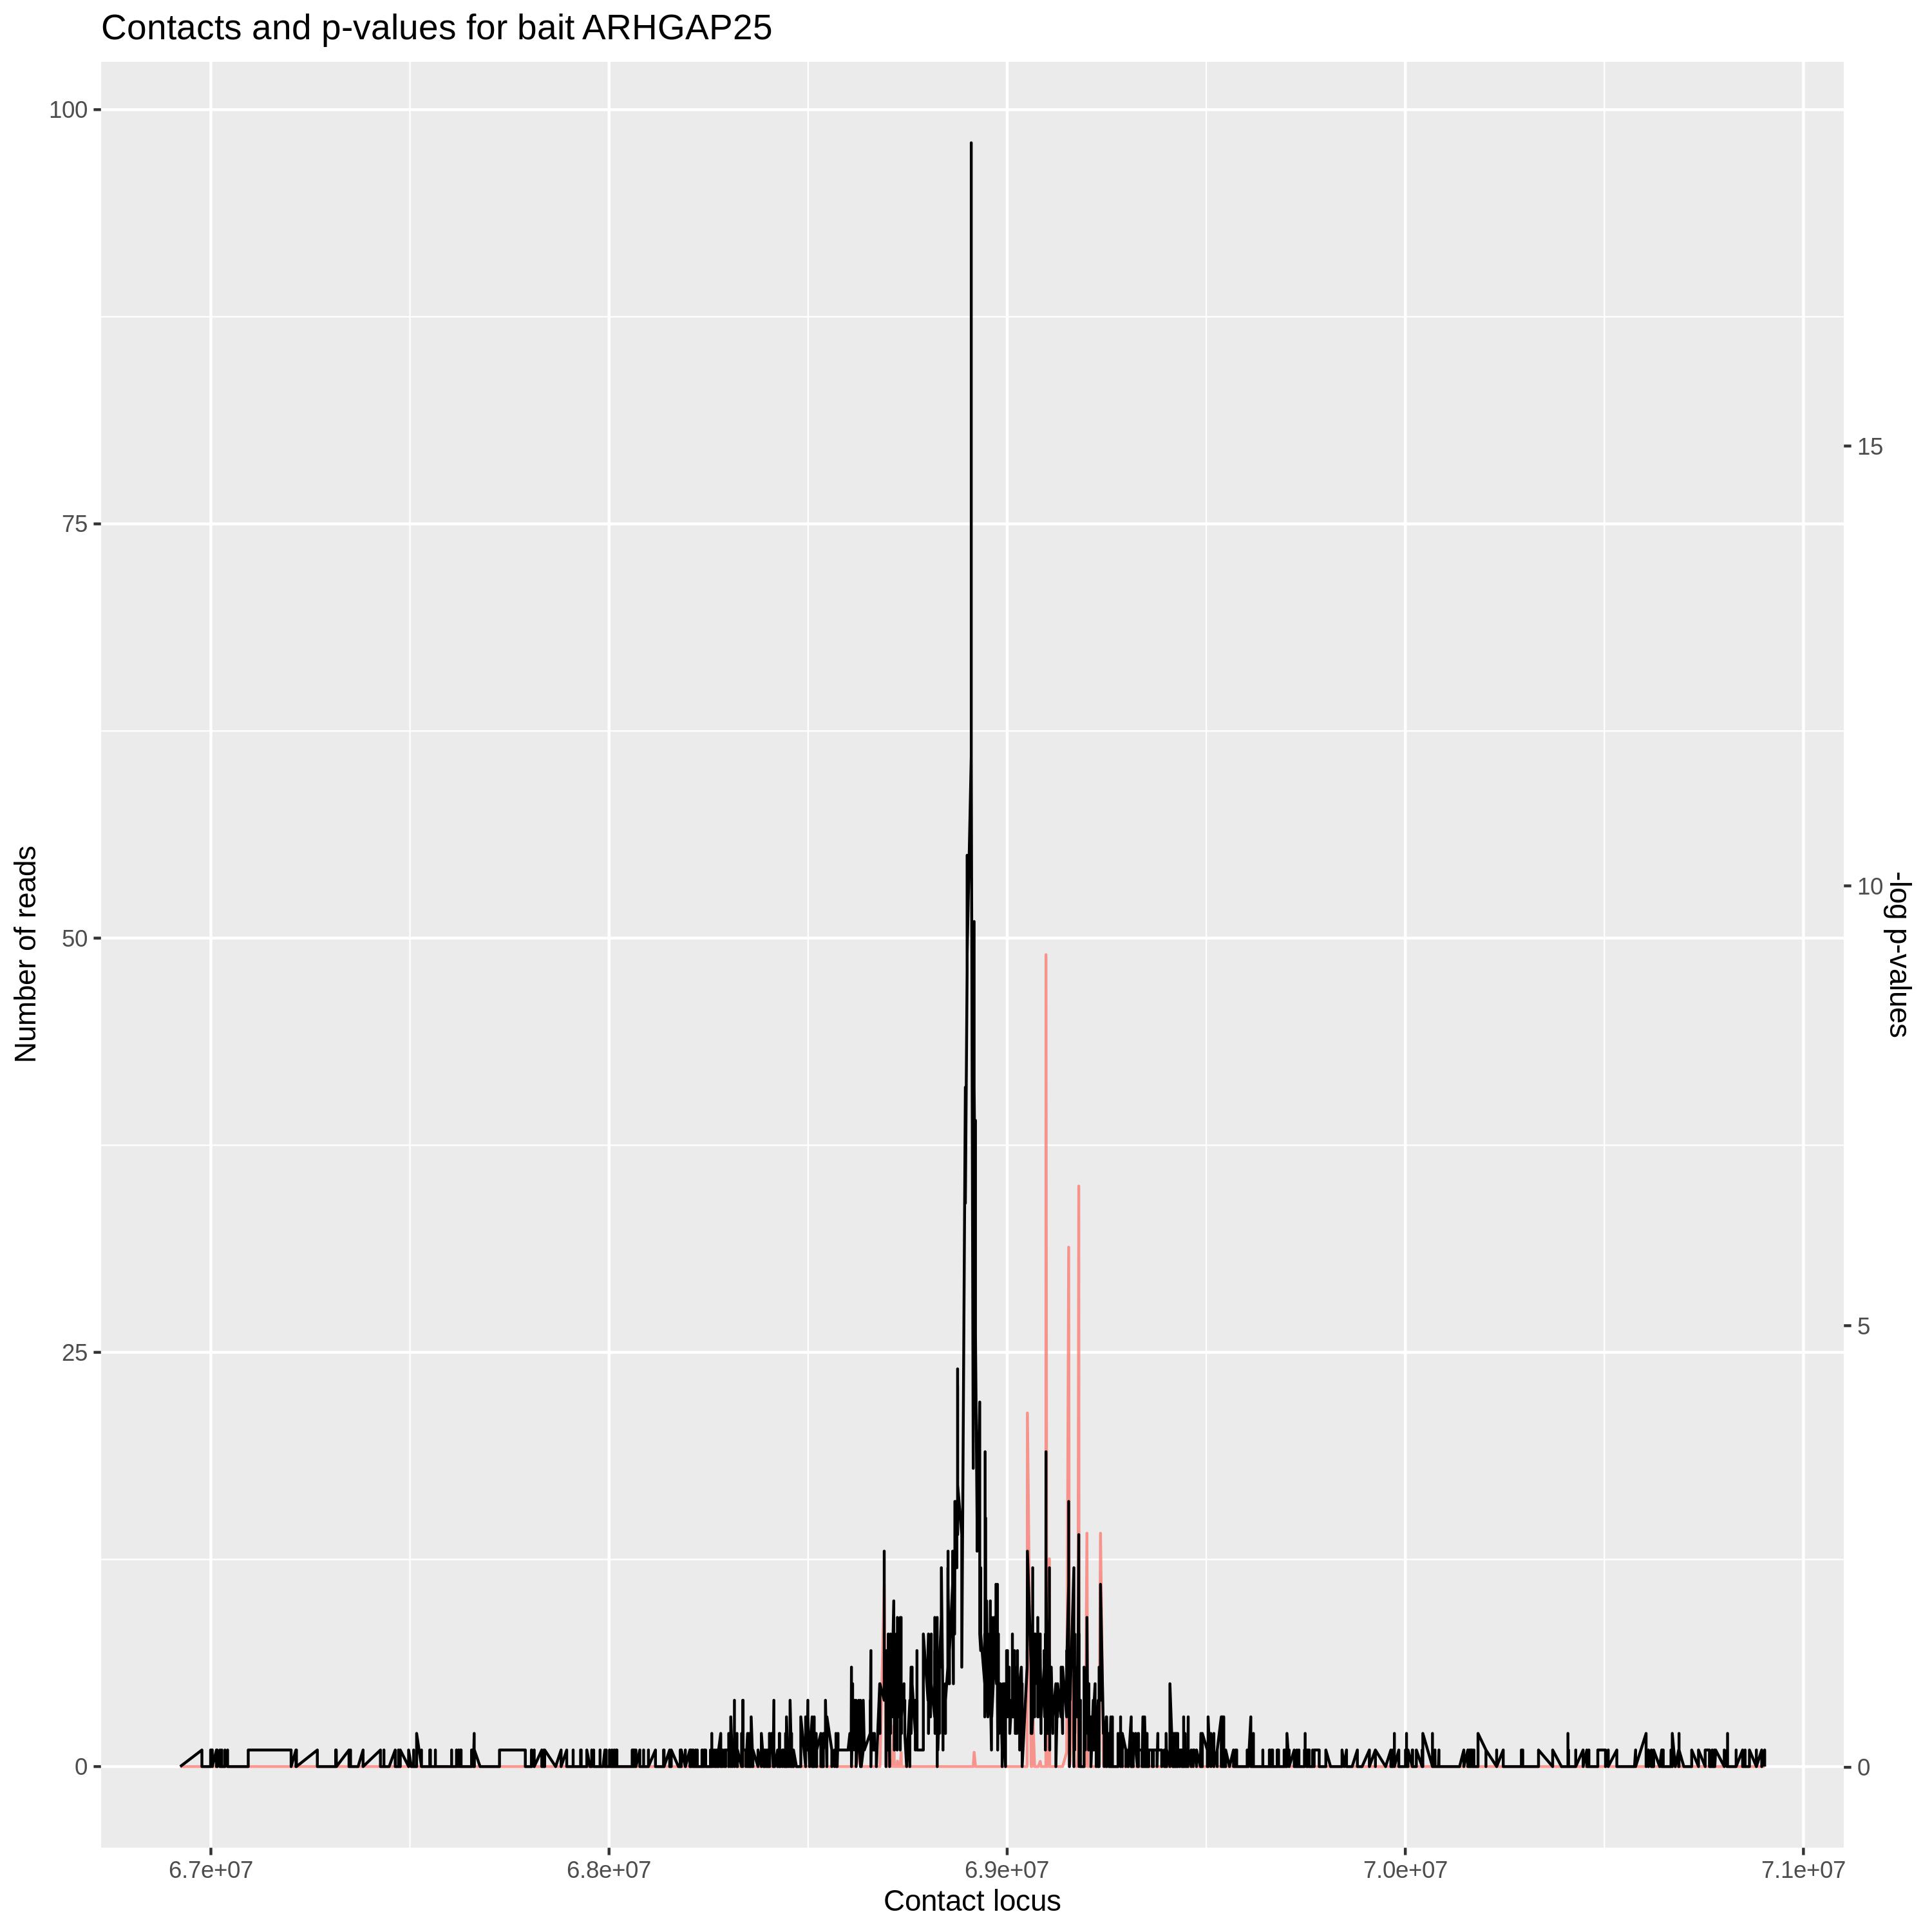 Contacts and p-values for bait ARHGAP25
100
75
50
25
0
Number of reads
15
10
5
0
-log p-values
6.7e+07
6.8e+07
6.9e+07
7.0e+07
7.1e+07
Contact locus